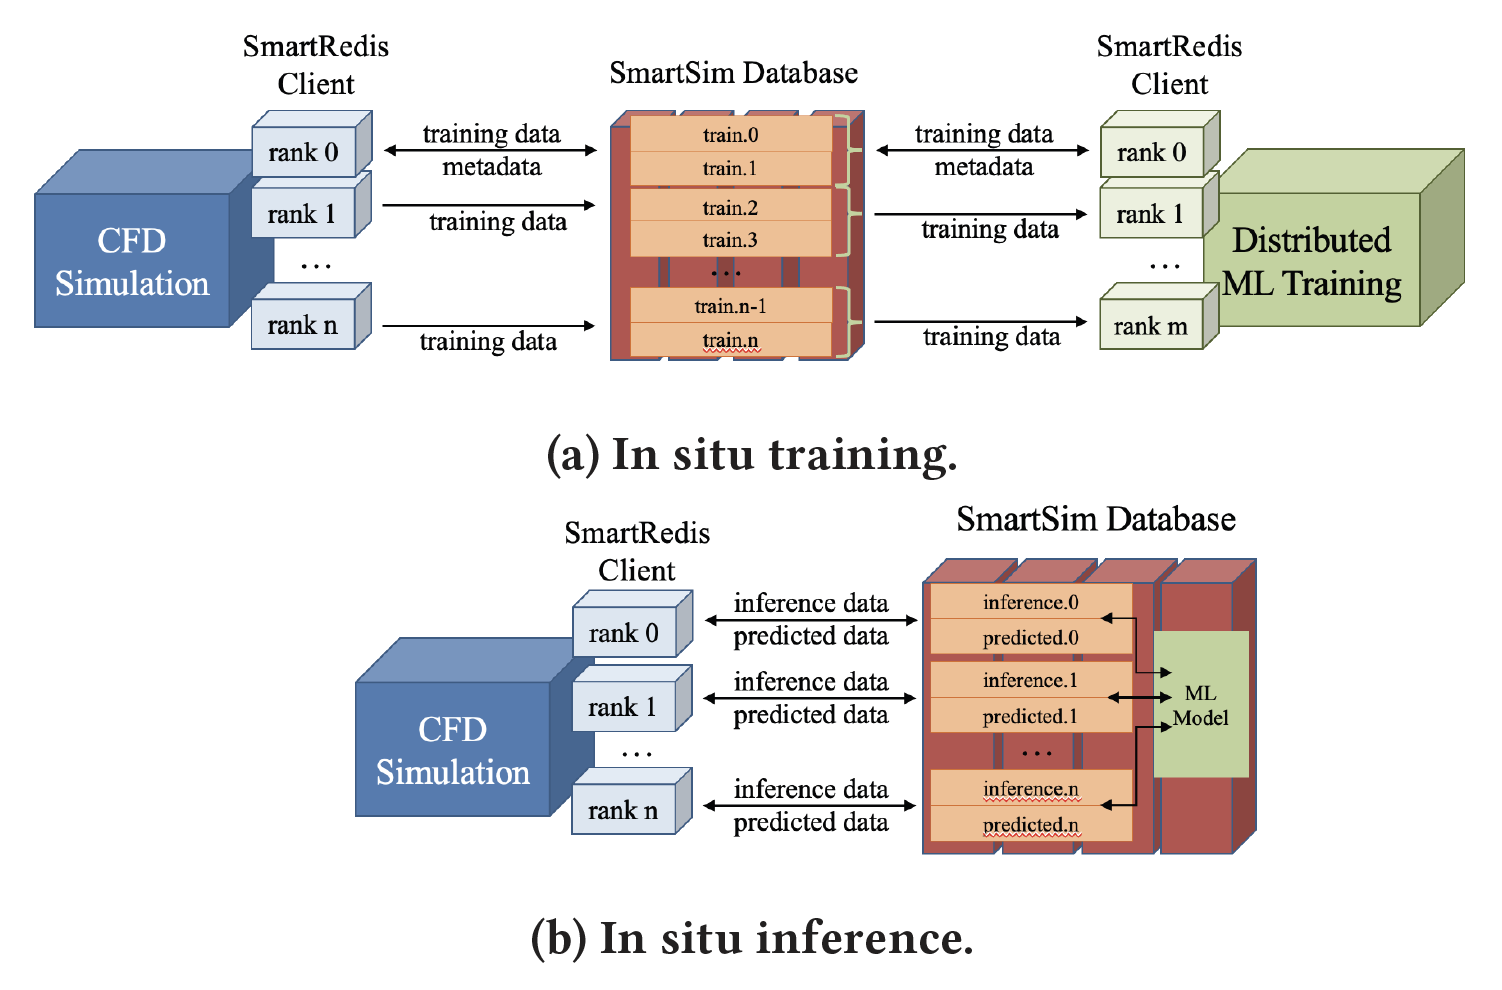 SmartRedis
Client
SmartSim Database
SmartRedis
Client
rank 0
rank 1
...
rank n
CFD
Simulation
training data
metadata
training data
training data
train.0
train.1
train.2
train.3
...
train.n-1
train.n
training data
metadata
training data
training data
rank 0
rank 1
...
rank m
Distributed
ML Training
(a) In situ training.
SmartRedis
Client
SmartSim Database
rank 0
rank 1
...
rank n
CFD
Simulation
inference data
predicted data
inference data
predicted data
inference data
predicted data
inference.0
predicted.0
inference.1
predicted.1
...
inference.n
predicted.n
ML
Model
(b) In situ inference.